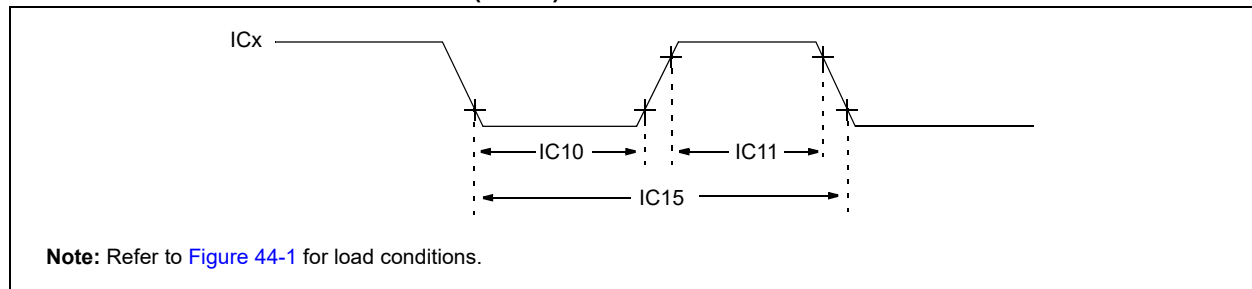 ICx
IC10
IC11
IC15
Note: Refer to Figure 44-1 for load conditions.